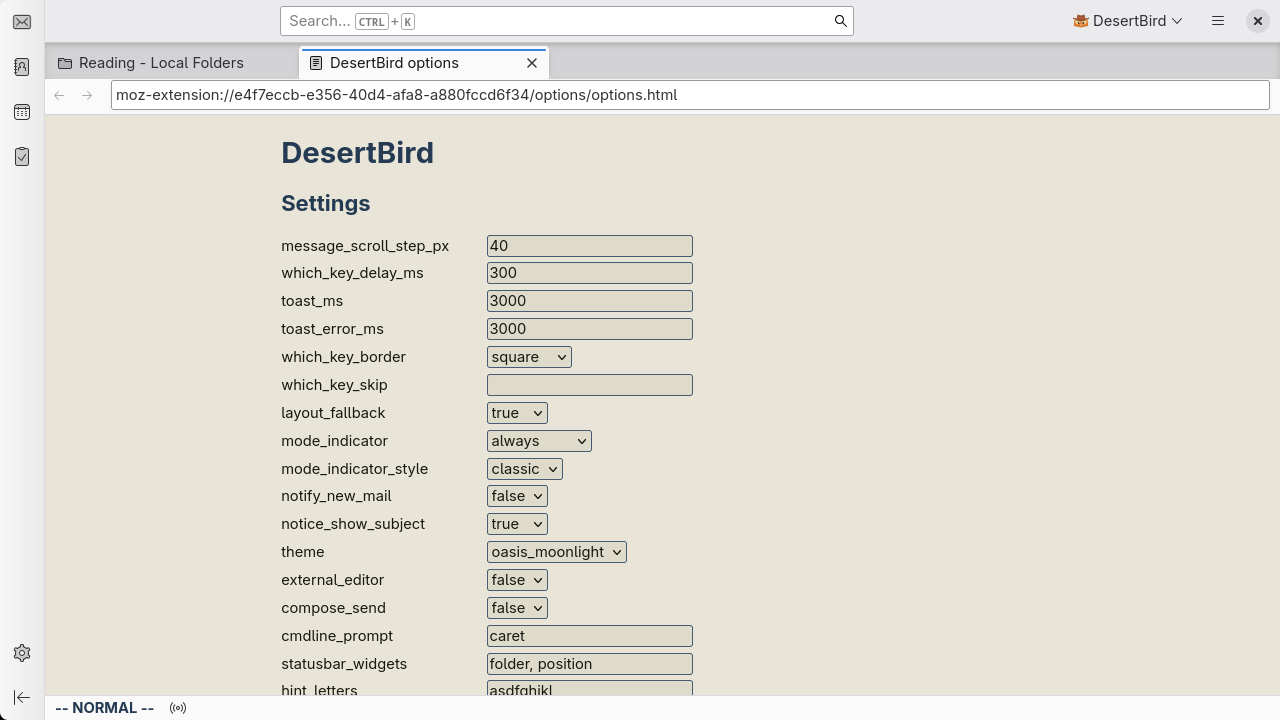 Search... CTRL + K
DesertBird
Reading - Local Folders
DesertBird options
moz-extension://e4f7eccb-e356-40d4-afa8-a880fccd6f34/options/options.html
DesertBird
Settings
message_scroll_step_px 40
which_key_delay_ms 300
toast_ms 3000
toast_error_ms 3000
which_key_border square
which_key_skip
layout_fallback true
mode_indicator always
mode_indicator_style classic
notify_new_mail false
notice_show_subject true
theme oasis_moonlight
external_editor false
compose_send false
cmdline_prompt caret
statusbar_widgets folder, position
hint_letters asdfghjkl
-- NORMAL --